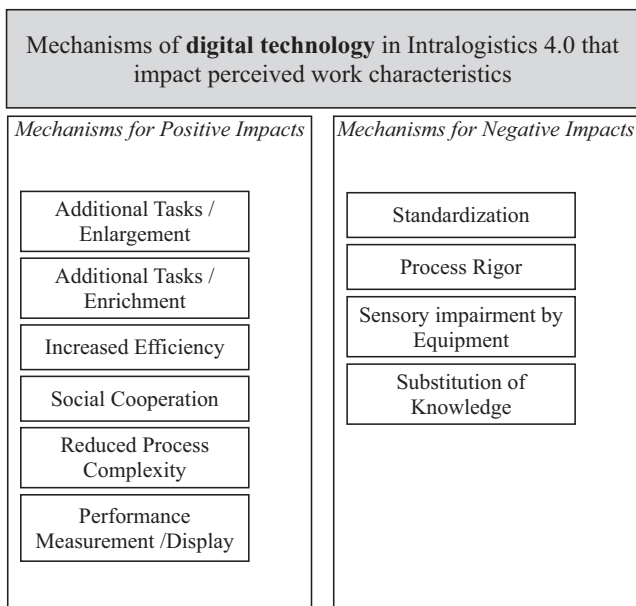 Mechanisms of digital technology in Intralogistics 4.0 that
impact perceived work characteristics
Mechanisms for Positive Impacts
Additional Tasks /
Enlargement
Additional Tasks /
Enrichment
Increased Efficiency
Social Cooperation
Reduced Process
Complexity
Performance
Measurement /Display
Mechanisms for Negative Impacts
Standardization
Process Rigor
Sensory impairment by
Equipment
Substitution of
Knowledge